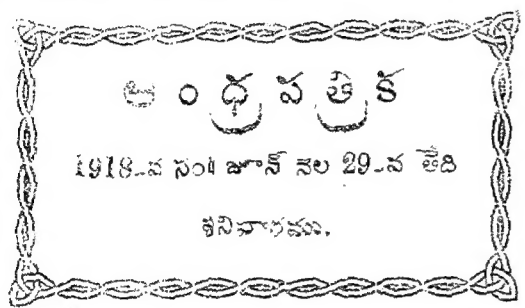 ఆంధ్రపత్రిక
1918-వ సం॥ జూన్ నెల 29-వ తేది
శనివారము.